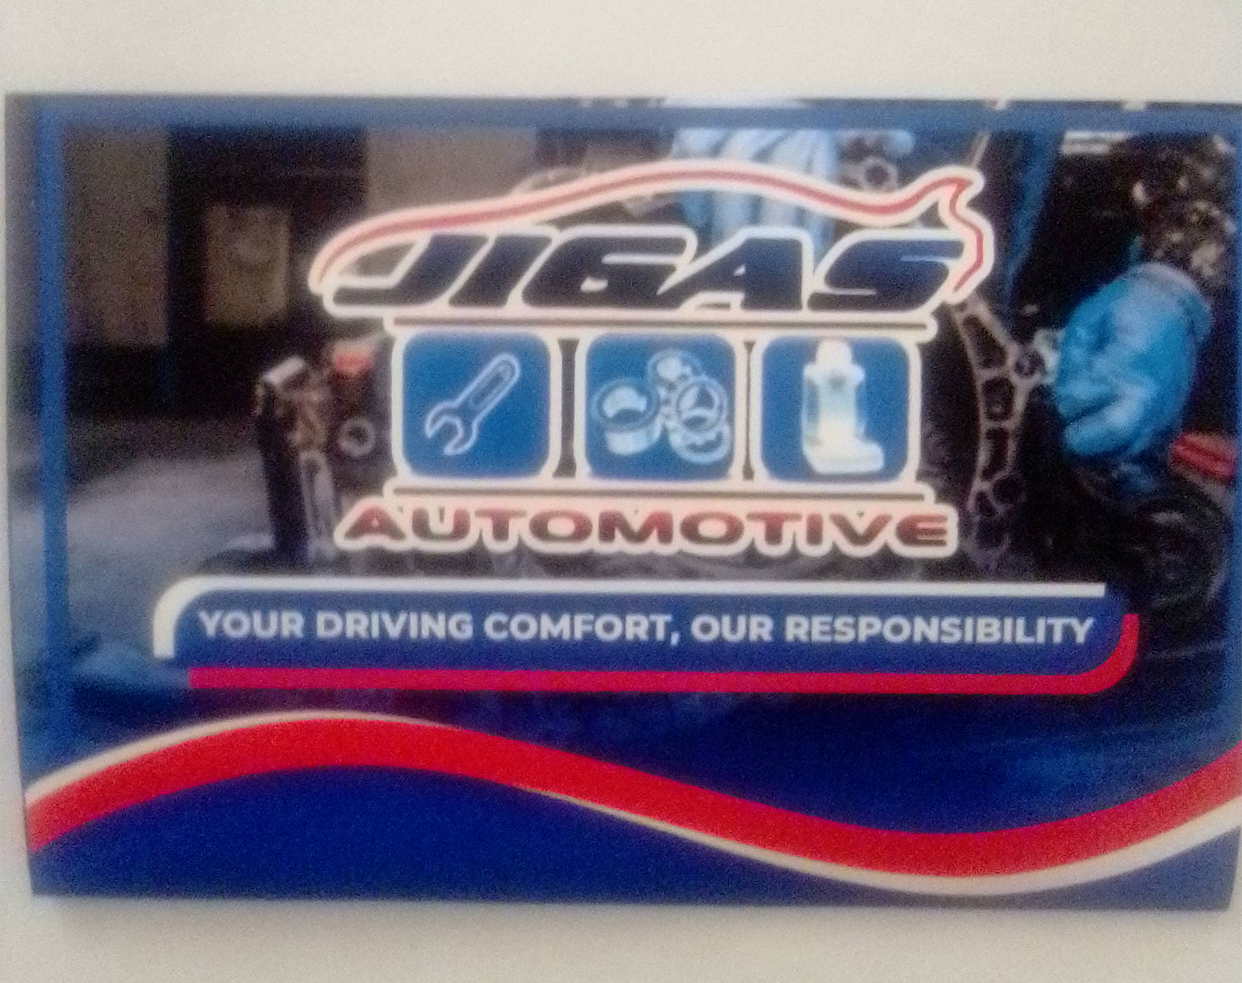 JIGAS
AUTOMOTIVE
YOUR DRIVING COMFORT, OUR RESPONSIBILITY